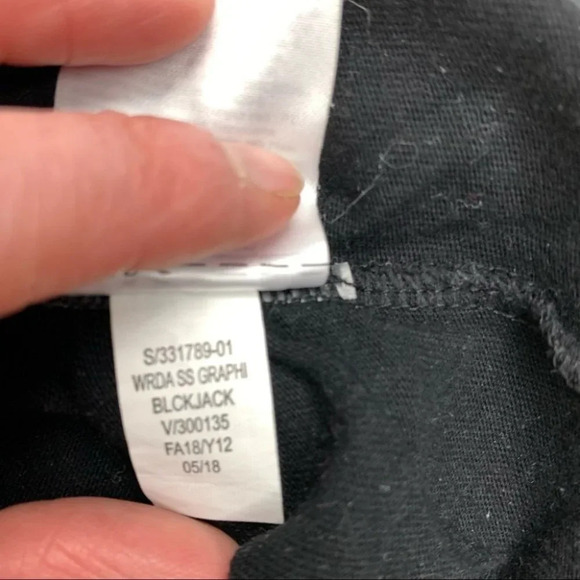 S/331789-01
WRDA SS GRAPHI
BLCKJACK
V/300135
FA18/Y12
05/18